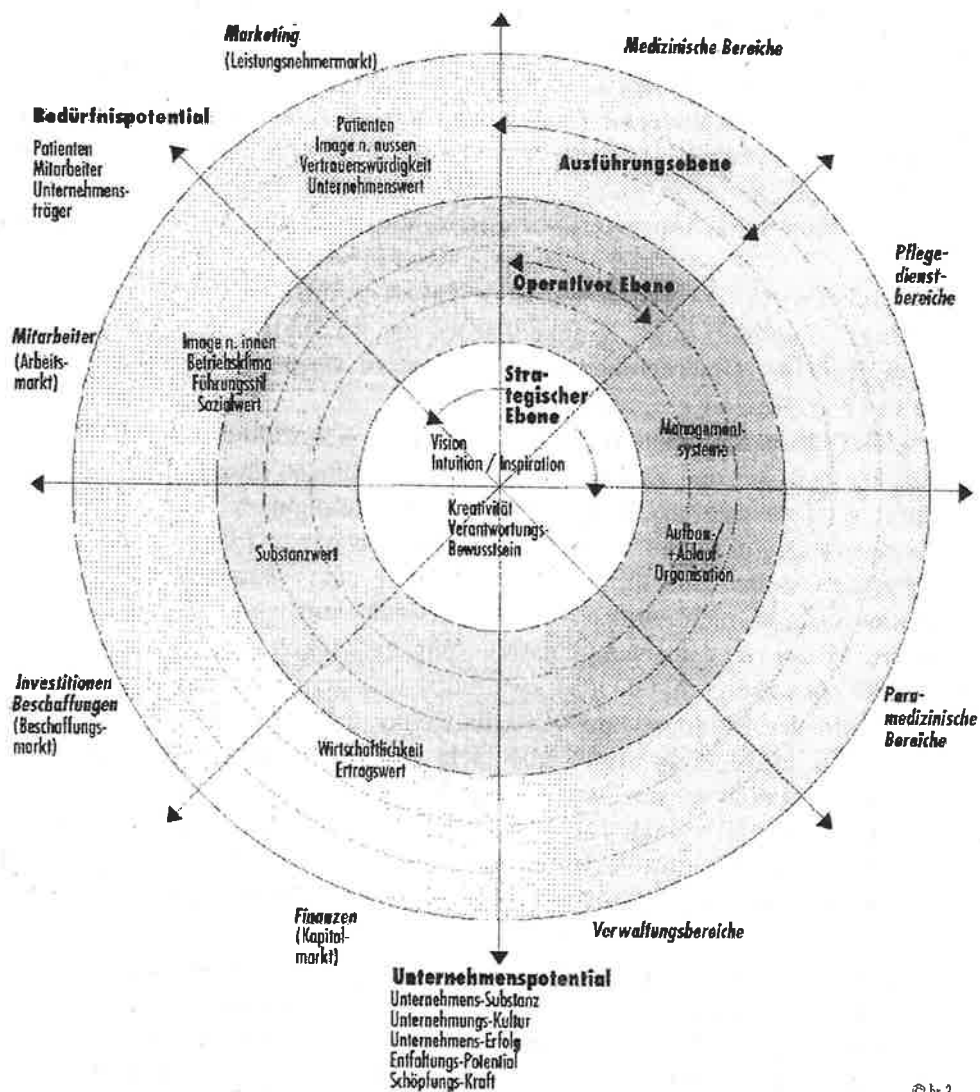 Marketing
(Leistungsnehmermarkt)
Medizinische Bereiche
Bedürfnispotential
Patienten
Mitarbeiter
Unternehmens-
träger
Patienten
Image n. aussen
Vertrauenswürdigkeit
Unternehmenswert
Ausführungsebene
Pflege-
dienst-
bereiche
Operativer Ebene
Mitarbeiter
(Arbeits-
markt)
Image n. innen
Betriebsklima
Führungsstil
Sozialwert
Stra-
tegischer
Ebene
Vision
Intuition / Inspiration
Management-
systeme
Kreativität
Verantwortungs-
Bewusstsein
Substanzwert
Aufbau-/
+Ablauf
Organisation
Investitionen
Beschaffungen
(Beschaffungs-
markt)
Para-
medizinische
Bereiche
Wirtschaftlichkeit
Ertragswert
Finanzen
(Kapital-
markt)
Verwaltungsbereiche
Unternehmenspotential
Unternehmens-Substanz
Unternehmungs-Kultur
Unternehmens-Erfolg
Entfaltungs-Potential
Schöpfungs-Kraft